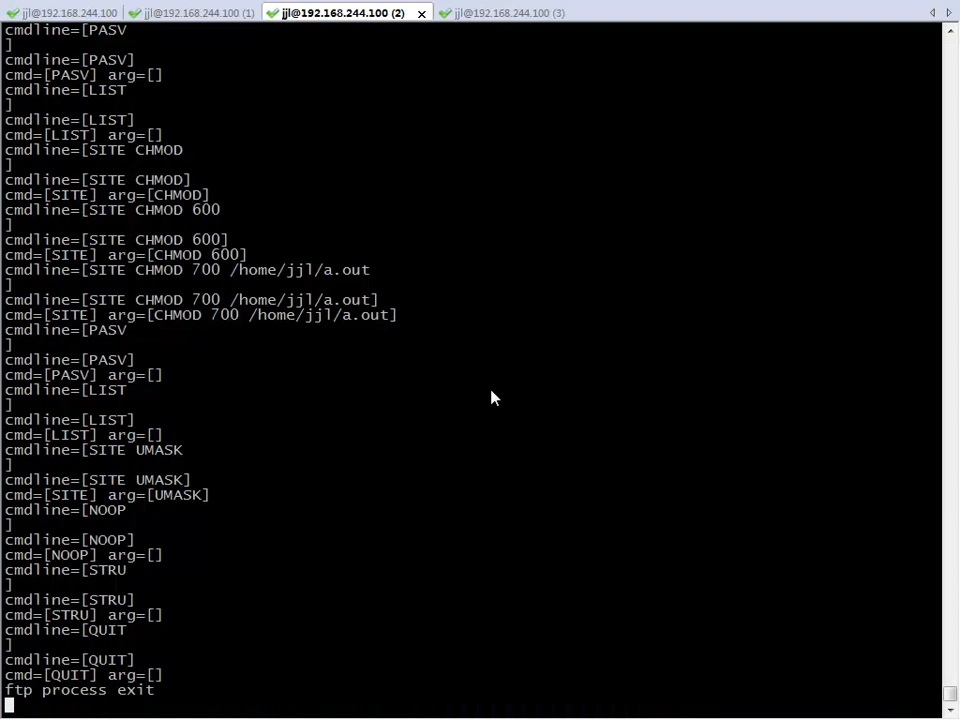 jjl@192.168.244.100 jjl@192.168.244.100 (1) jjl@192.168.244.100 (2) jjl@192.168.244.100 (3)
cmdline=[PASV
]
cmdline=[PASV]
cmd=[PASV] arg=[]
cmdline=[LIST
]
cmdline=[LIST]
cmd=[LIST] arg=[]
cmdline=[SITE CHMOD
]
cmdline=[SITE CHMOD]
cmd=[SITE] arg=[CHMOD]
cmdline=[SITE CHMOD 600
]
cmdline=[SITE CHMOD 600]
cmd=[SITE] arg=[CHMOD 600]
cmdline=[SITE CHMOD 700 /home/jjl/a.out
]
cmdline=[SITE CHMOD 700 /home/jjl/a.out]
cmd=[SITE] arg=[CHMOD 700 /home/jjl/a.out]
cmdline=[PASV
]
cmdline=[PASV]
cmd=[PASV] arg=[]
cmdline=[LIST
]
cmdline=[LIST]
cmd=[LIST] arg=[]
cmdline=[SITE UMASK
]
cmdline=[SITE UMASK]
cmd=[SITE] arg=[UMASK]
cmdline=[NOOP
]
cmdline=[NOOP]
cmd=[NOOP] arg=[]
cmdline=[STRU
]
cmdline=[STRU]
cmd=[STRU] arg=[]
cmdline=[QUIT
]
cmdline=[QUIT]
cmd=[QUIT] arg=[]
ftp process exit